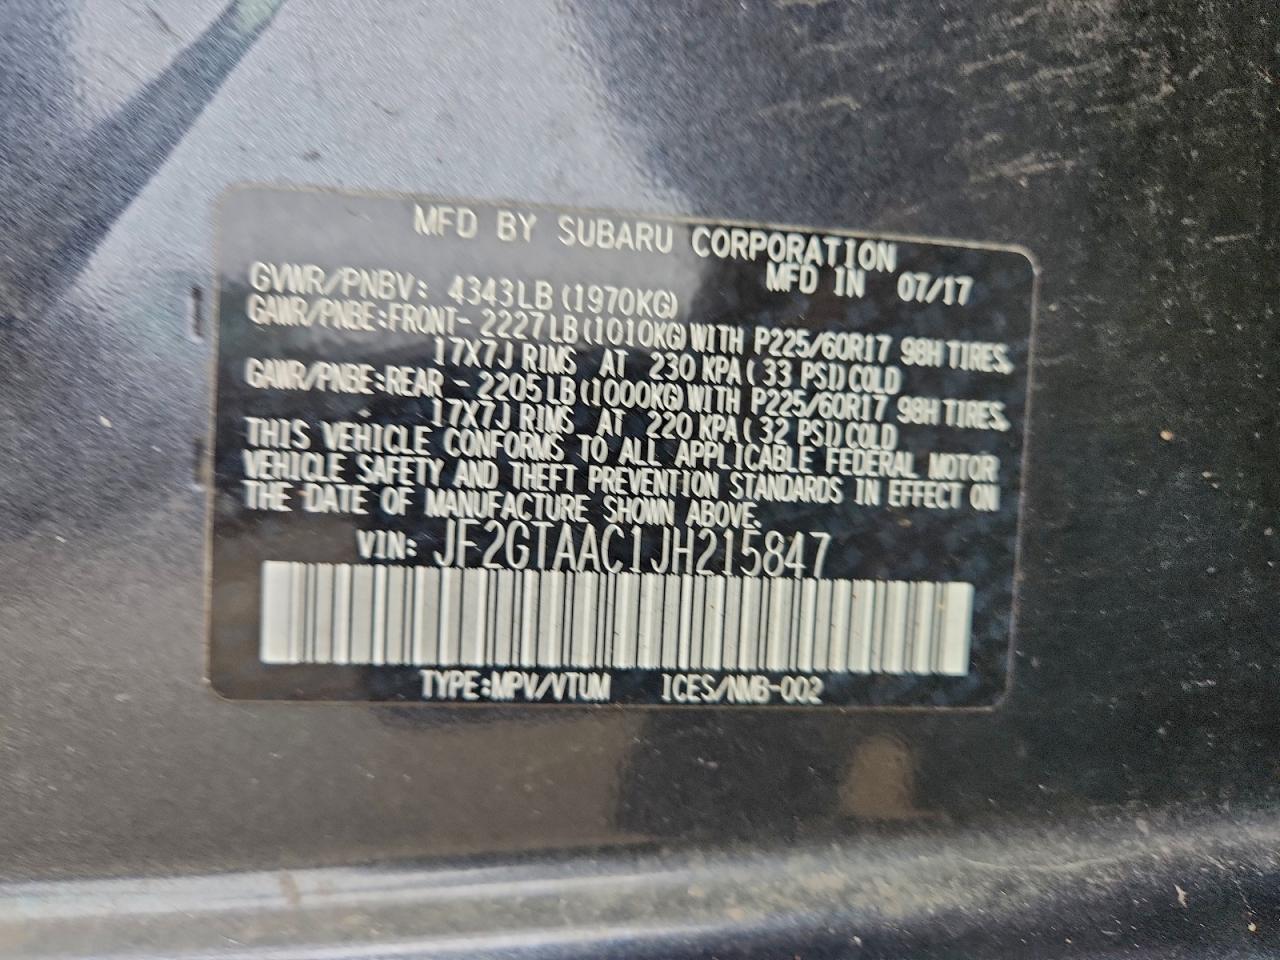 MFD BY SUBARU CORPORATION
MFD IN 07/17
GVWR/PNBV: 4343LB (1970KG)
GAWR/PNBE:FRONT- 2227LB(1010KG)WITH P225/60R17 98H TIRES,
17X7J RIMS AT 230 KPA( 33 PSI)COLD
GAWR/PNBE:REAR - 2205LB(1000KG)WITH P225/60R17 98H TIRES,
17X7J RIMS AT 220 KPA( 32 PSI)COLD
THIS VEHICLE CONFORMS TO ALL APPLICABLE FEDERAL MOTOR
VEHICLE SAFETY AND THEFT PREVENTION STANDARDS IN EFFECT ON
THE DATE OF MANUFACTURE SHOWN ABOVE.
VIN: JF2GTAAC1JH215847
TYPE:MPV/VTUM ICES/NMB-002